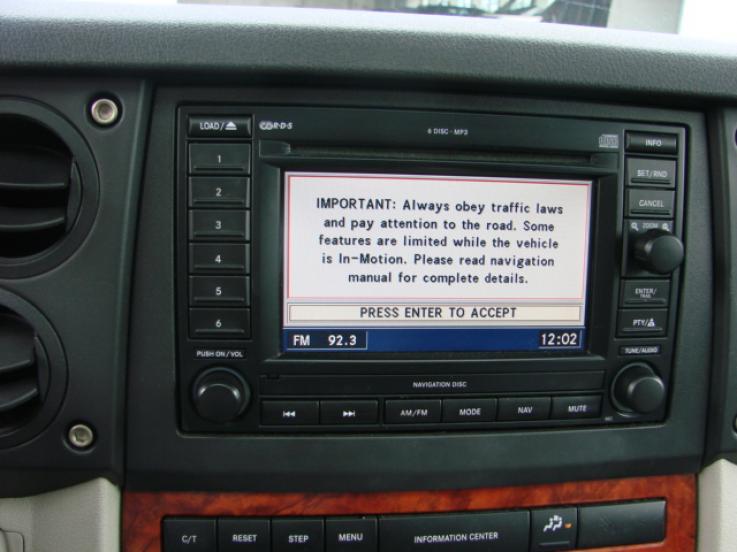 LOAD/
R·D·S
6 DISC - MP3
INFO
1
2
3
4
5
6
SET/RND
CANCEL
ZOOM
ENTER/
PTY/
IMPORTANT: Always obey traffic laws
and pay attention to the road. Some
features are limited while the vehicle
is In-Motion. Please read navigation
manual for complete details.
PRESS ENTER TO ACCEPT
FM 92.3 12:02
PUSH ON / VOL
TUNE/AUDIO
NAVIGATION DISC
AM/FM
MODE
NAV
MUTE
C/T
RESET
STEP
MENU
INFORMATION CENTER